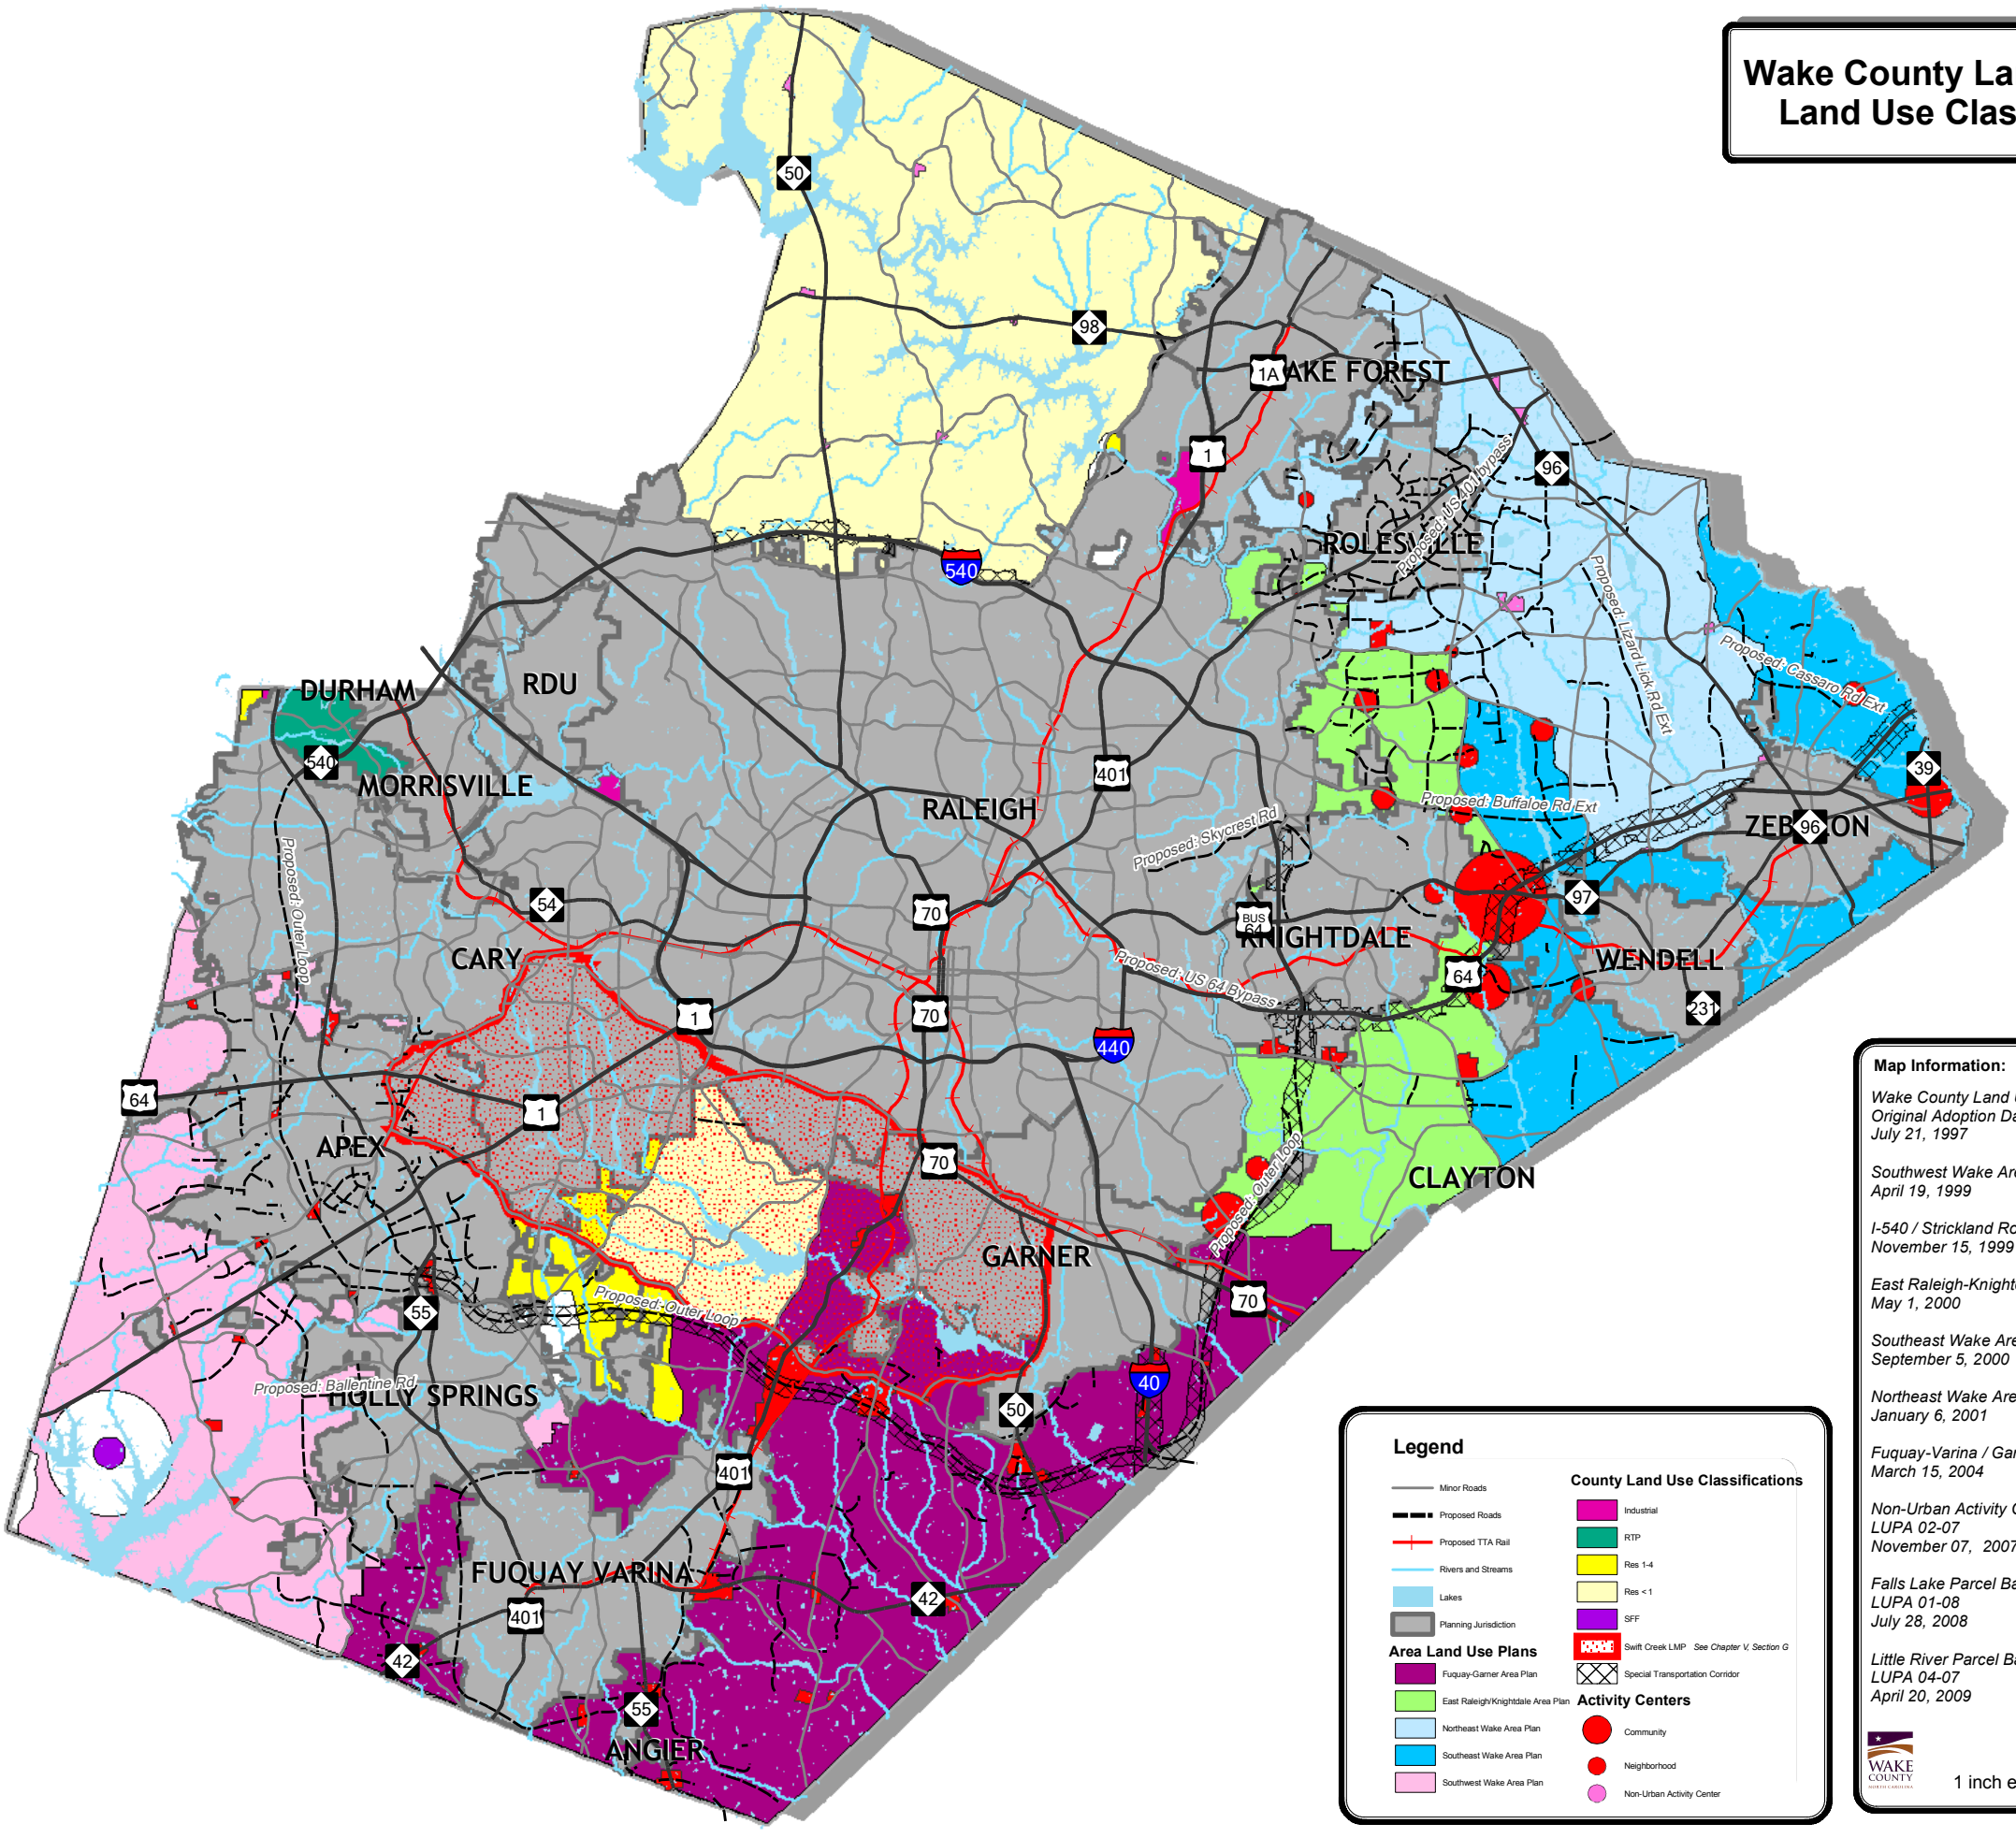 Wake County La
Land Use Clas
50
98
1A
AKE FOREST
1
96
Proposed: US 401 bypass
ROLESVILLE
540
Proposed: Lizard Lick Rd Ext
Proposed: Cassaro Rd Ext
DURHAM
RDU
540
MORRISVILLE
401
RALEIGH
39
Proposed: Buffaloe Rd Ext
Proposed: Skycrest Rd
ZEB ON
96
Proposed: Outer Loop
54
70
97
BUS
64
KNIGHTDALE
CARY
WENDELL
64
Proposed: US 64 Bypass
1
70
231
440
64
1
APEX
70
CLAYTON
Proposed: Outer Loop
GARNER
Proposed: Outer Loop
70
55
40
Proposed: Ballentine Rd
HOLLY SPRINGS
50
401
FUQUAY VARINA
42
401
42
55
ANGIER
Legend
Minor Roads
Proposed Roads
Proposed TTA Rail
Rivers and Streams
Lakes
Planning Jurisdiction
Area Land Use Plans
Fuquay-Garner Area Plan
East Raleigh/Knightdale Area Plan
Northeast Wake Area Plan
Southeast Wake Area Plan
Southwest Wake Area Plan
County Land Use Classifications
Industrial
RTP
Res 1-4
Res < 1
SFF
Swift Creek LMP See Chapter V, Section G
Special Transportation Corridor
Activity Centers
Community
Neighborhood
Non-Urban Activity Center
Map Information:
Wake County Land
Original Adoption Da
July 21, 1997
Southwest Wake Are
April 19, 1999
I-540 / Strickland Ro
November 15, 1999
East Raleigh-Knight
May 1, 2000
Southeast Wake Are
September 5, 2000
Northeast Wake Are
January 6, 2001
Fuquay-Varina / Gar
March 15, 2004
Non-Urban Activity C
LUPA 02-07
November 07, 2007
Falls Lake Parcel Ba
LUPA 01-08
July 28, 2008
Little River Parcel Ba
LUPA 04-07
April 20, 2009
WAKE
COUNTY
NORTH CAROLINA
1 inch e